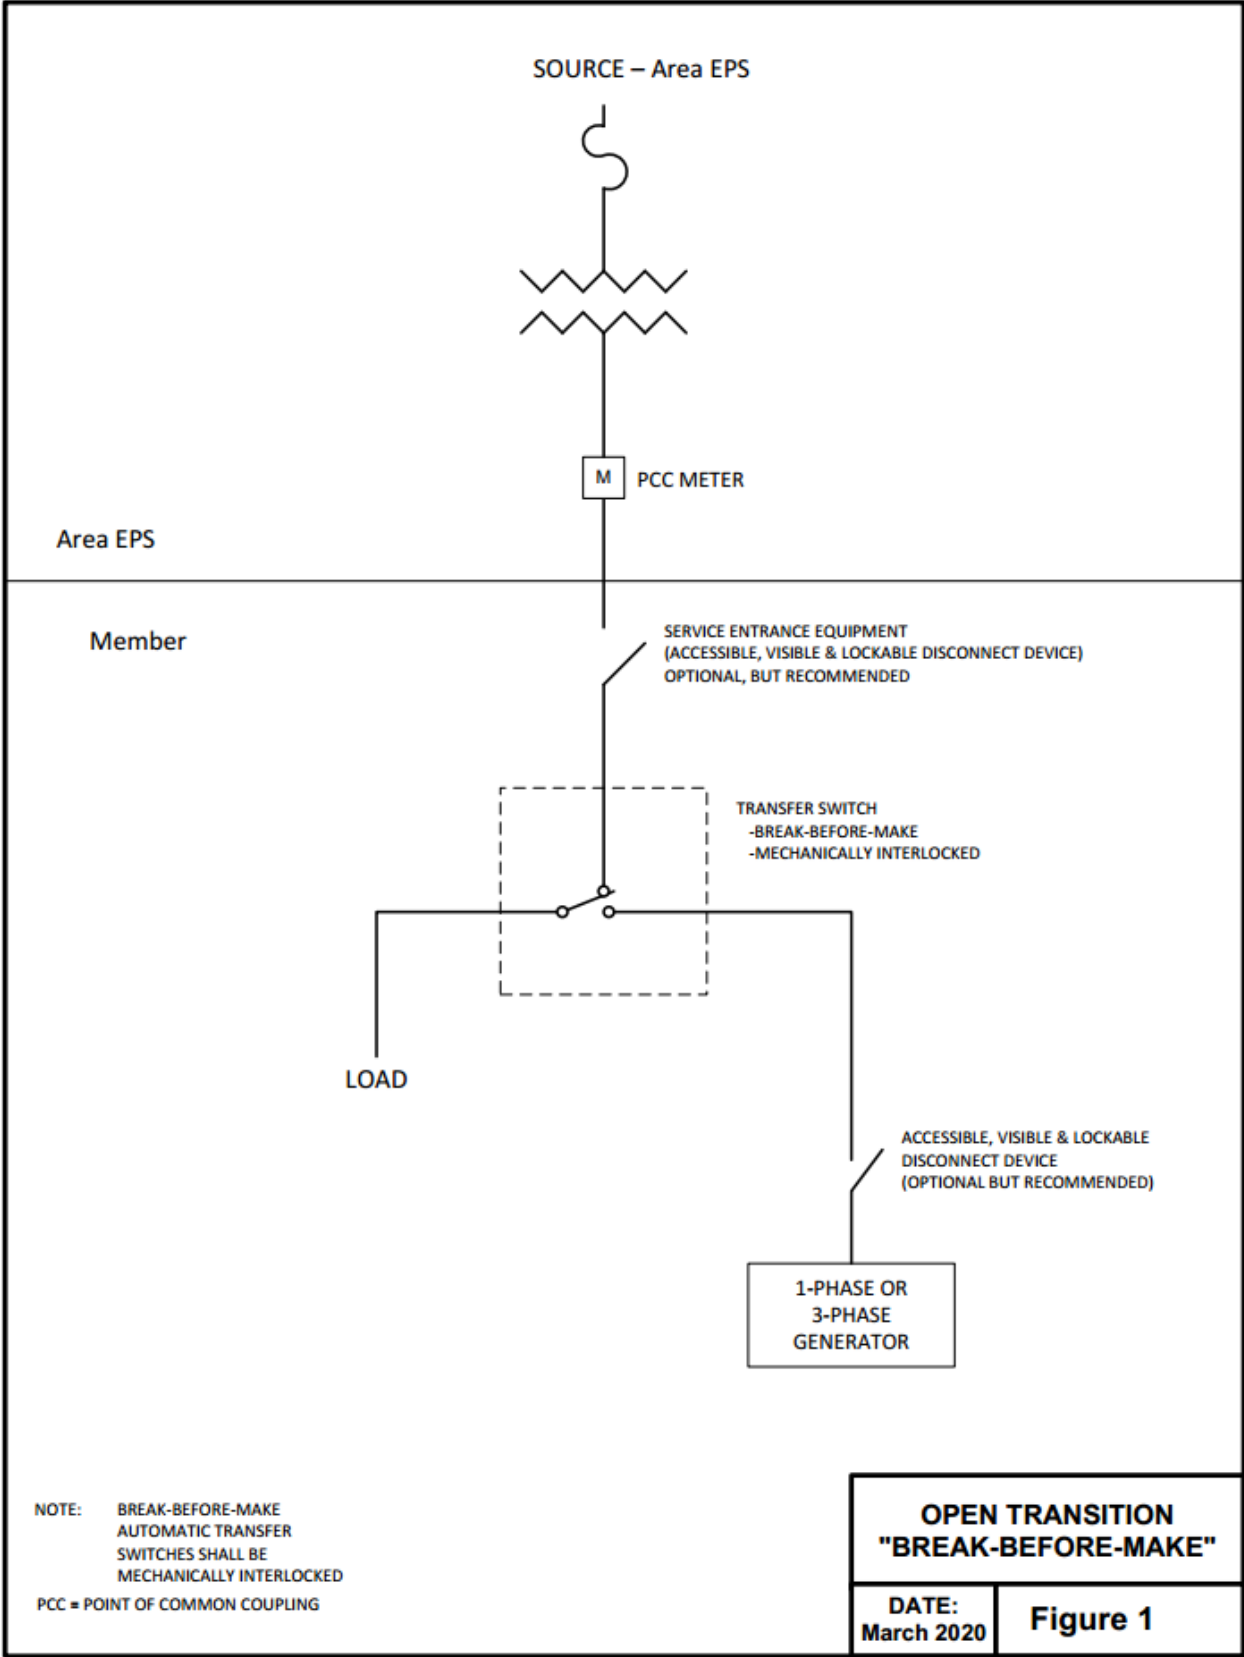 SOURCE – Area EPS
M
PCC METER
Area EPS
Member
SERVICE ENTRANCE EQUIPMENT
(ACCESSIBLE, VISIBLE & LOCKABLE DISCONNECT DEVICE)
OPTIONAL, BUT RECOMMENDED
TRANSFER SWITCH
-BREAK-BEFORE-MAKE
-MECHANICALLY INTERLOCKED
LOAD
ACCESSIBLE, VISIBLE & LOCKABLE
DISCONNECT DEVICE
(OPTIONAL BUT RECOMMENDED)
1-PHASE OR
3-PHASE
GENERATOR
NOTE: BREAK-BEFORE-MAKE
AUTOMATIC TRANSFER
SWITCHES SHALL BE
MECHANICALLY INTERLOCKED
PCC = POINT OF COMMON COUPLING
OPEN TRANSITION
"BREAK-BEFORE-MAKE"
DATE:
March 2020
Figure 1